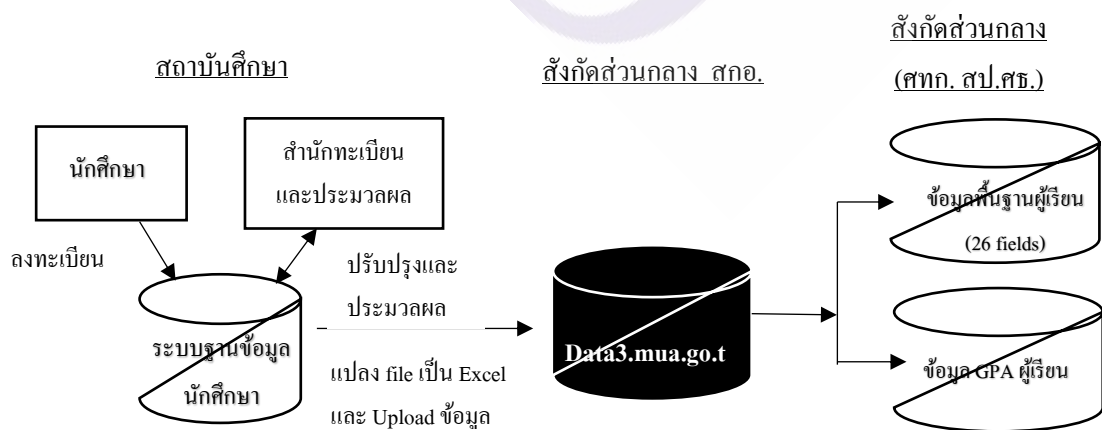 สถาบันศึกษา
สังกัดส่วนกลาง สกอ.
สังกัดส่วนกลาง
(ศทก. สป.ศธ.)
นักศึกษา
สำนักทะเบียน
และประมวลผล
ลงทะเบียน
ระบบฐานข้อมูล
นักศึกษา
ปรับปรุงและ
ประมวลผล
แปลง file เป็น Excel
และ Upload ข้อมูล
Data3.mua.go.t
ข้อมูลพื้นฐานผู้เรียน
(26 fields)
ข้อมูล GPA ผู้เรียน